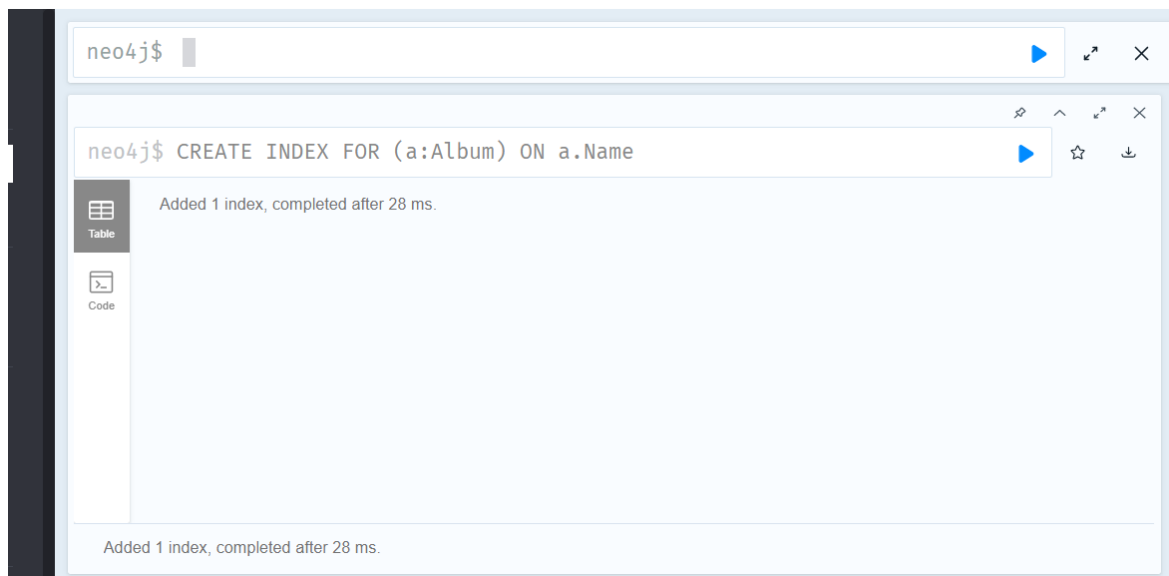 neo4j$
neo4j$ CREATE INDEX FOR (a:Album) ON a.Name
Table
Added 1 index, completed after 28 ms.
Code
Added 1 index, completed after 28 ms.